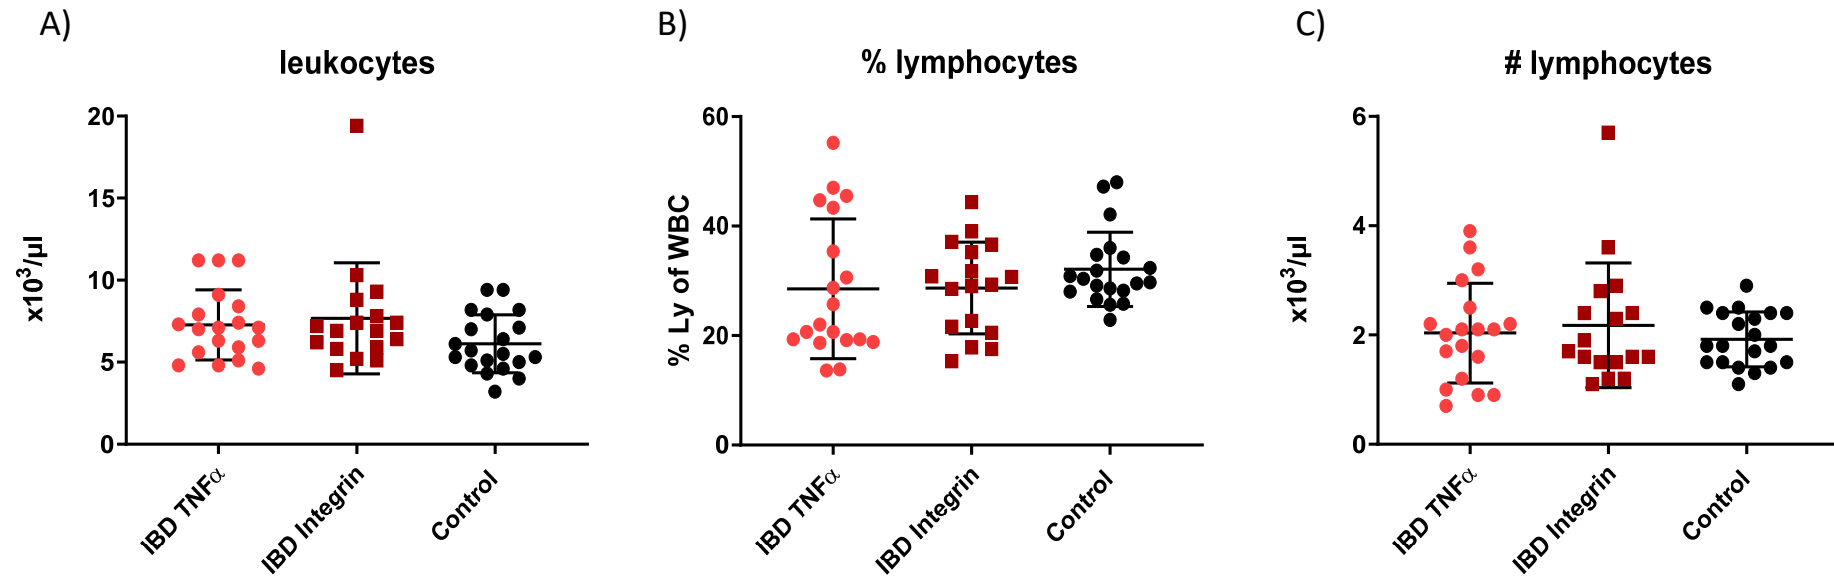 A)
leukocytes
x10³/µl
20
15
10
5
0
IBD TNFα
IBD Integrin
Control
B)
% lymphocytes
% Ly of WBC
60
40
20
0
IBD TNFα
IBD Integrin
Control
C)
# lymphocytes
x10³/µl
6
4
2
0
IBD TNFα
IBD Integrin
Control